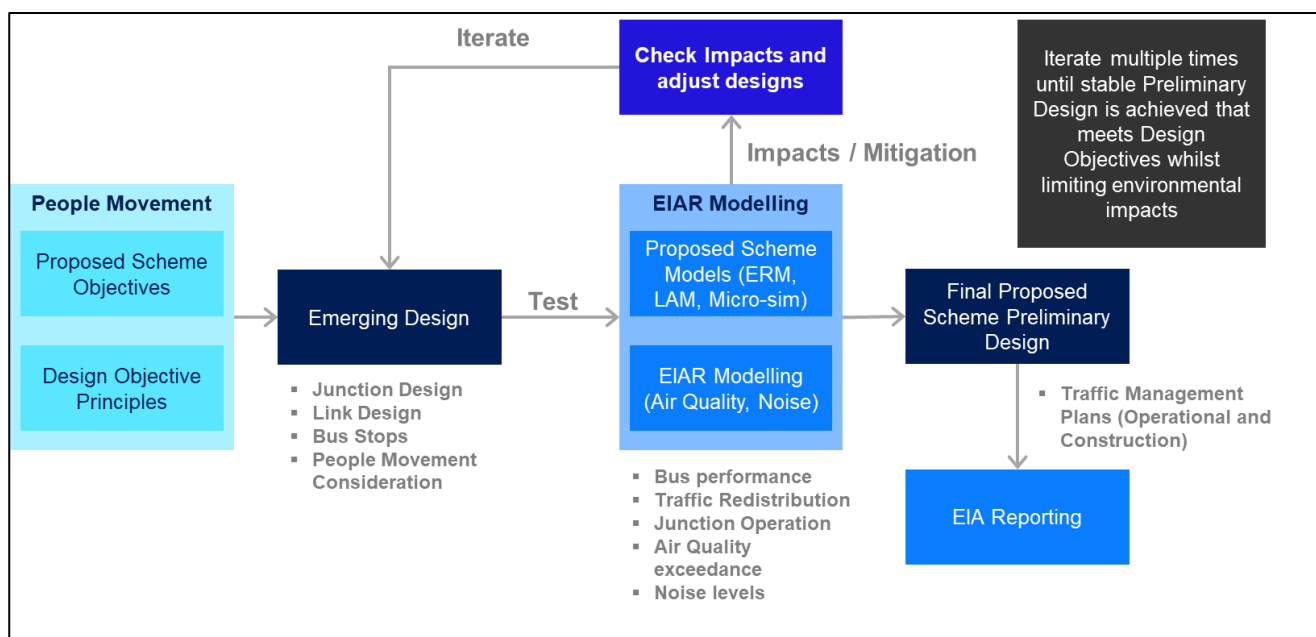 Iterate
Check Impacts and
adjust designs
Iterate multiple times
until stable Preliminary
Design is achieved that
meets Design
Objectives whilst
limiting environmental
impacts
Impacts / Mitigation
People Movement
Proposed Scheme
Objectives
Design Objective
Principles
Emerging Design
▪ Junction Design
▪ Link Design
▪ Bus Stops
▪ People Movement
Consideration
Test
EIAR Modelling
Proposed Scheme
Models (ERM,
LAM, Micro-sim)
EIAR Modelling
(Air Quality, Noise)
▪ Bus performance
▪ Traffic Redistribution
▪ Junction Operation
▪ Air Quality
exceedance
▪ Noise levels
Final Proposed
Scheme Preliminary
Design
▪ Traffic Management
Plans (Operational and
Construction)
EIA Reporting